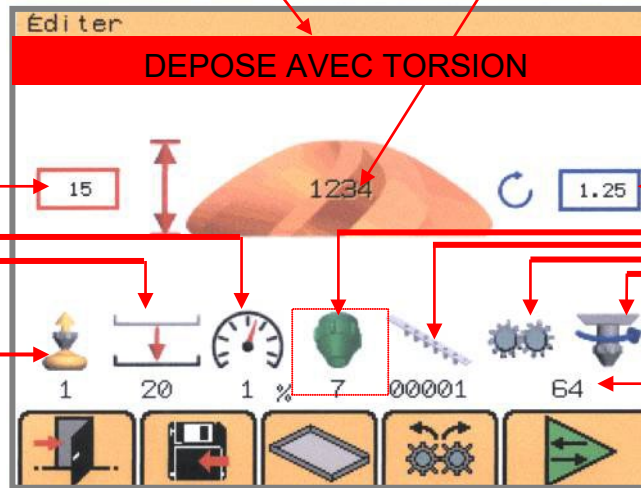 Éditer
DEPOSE AVEC TORSION
15
1234
1.25
1 20 1 % 7 00001 64